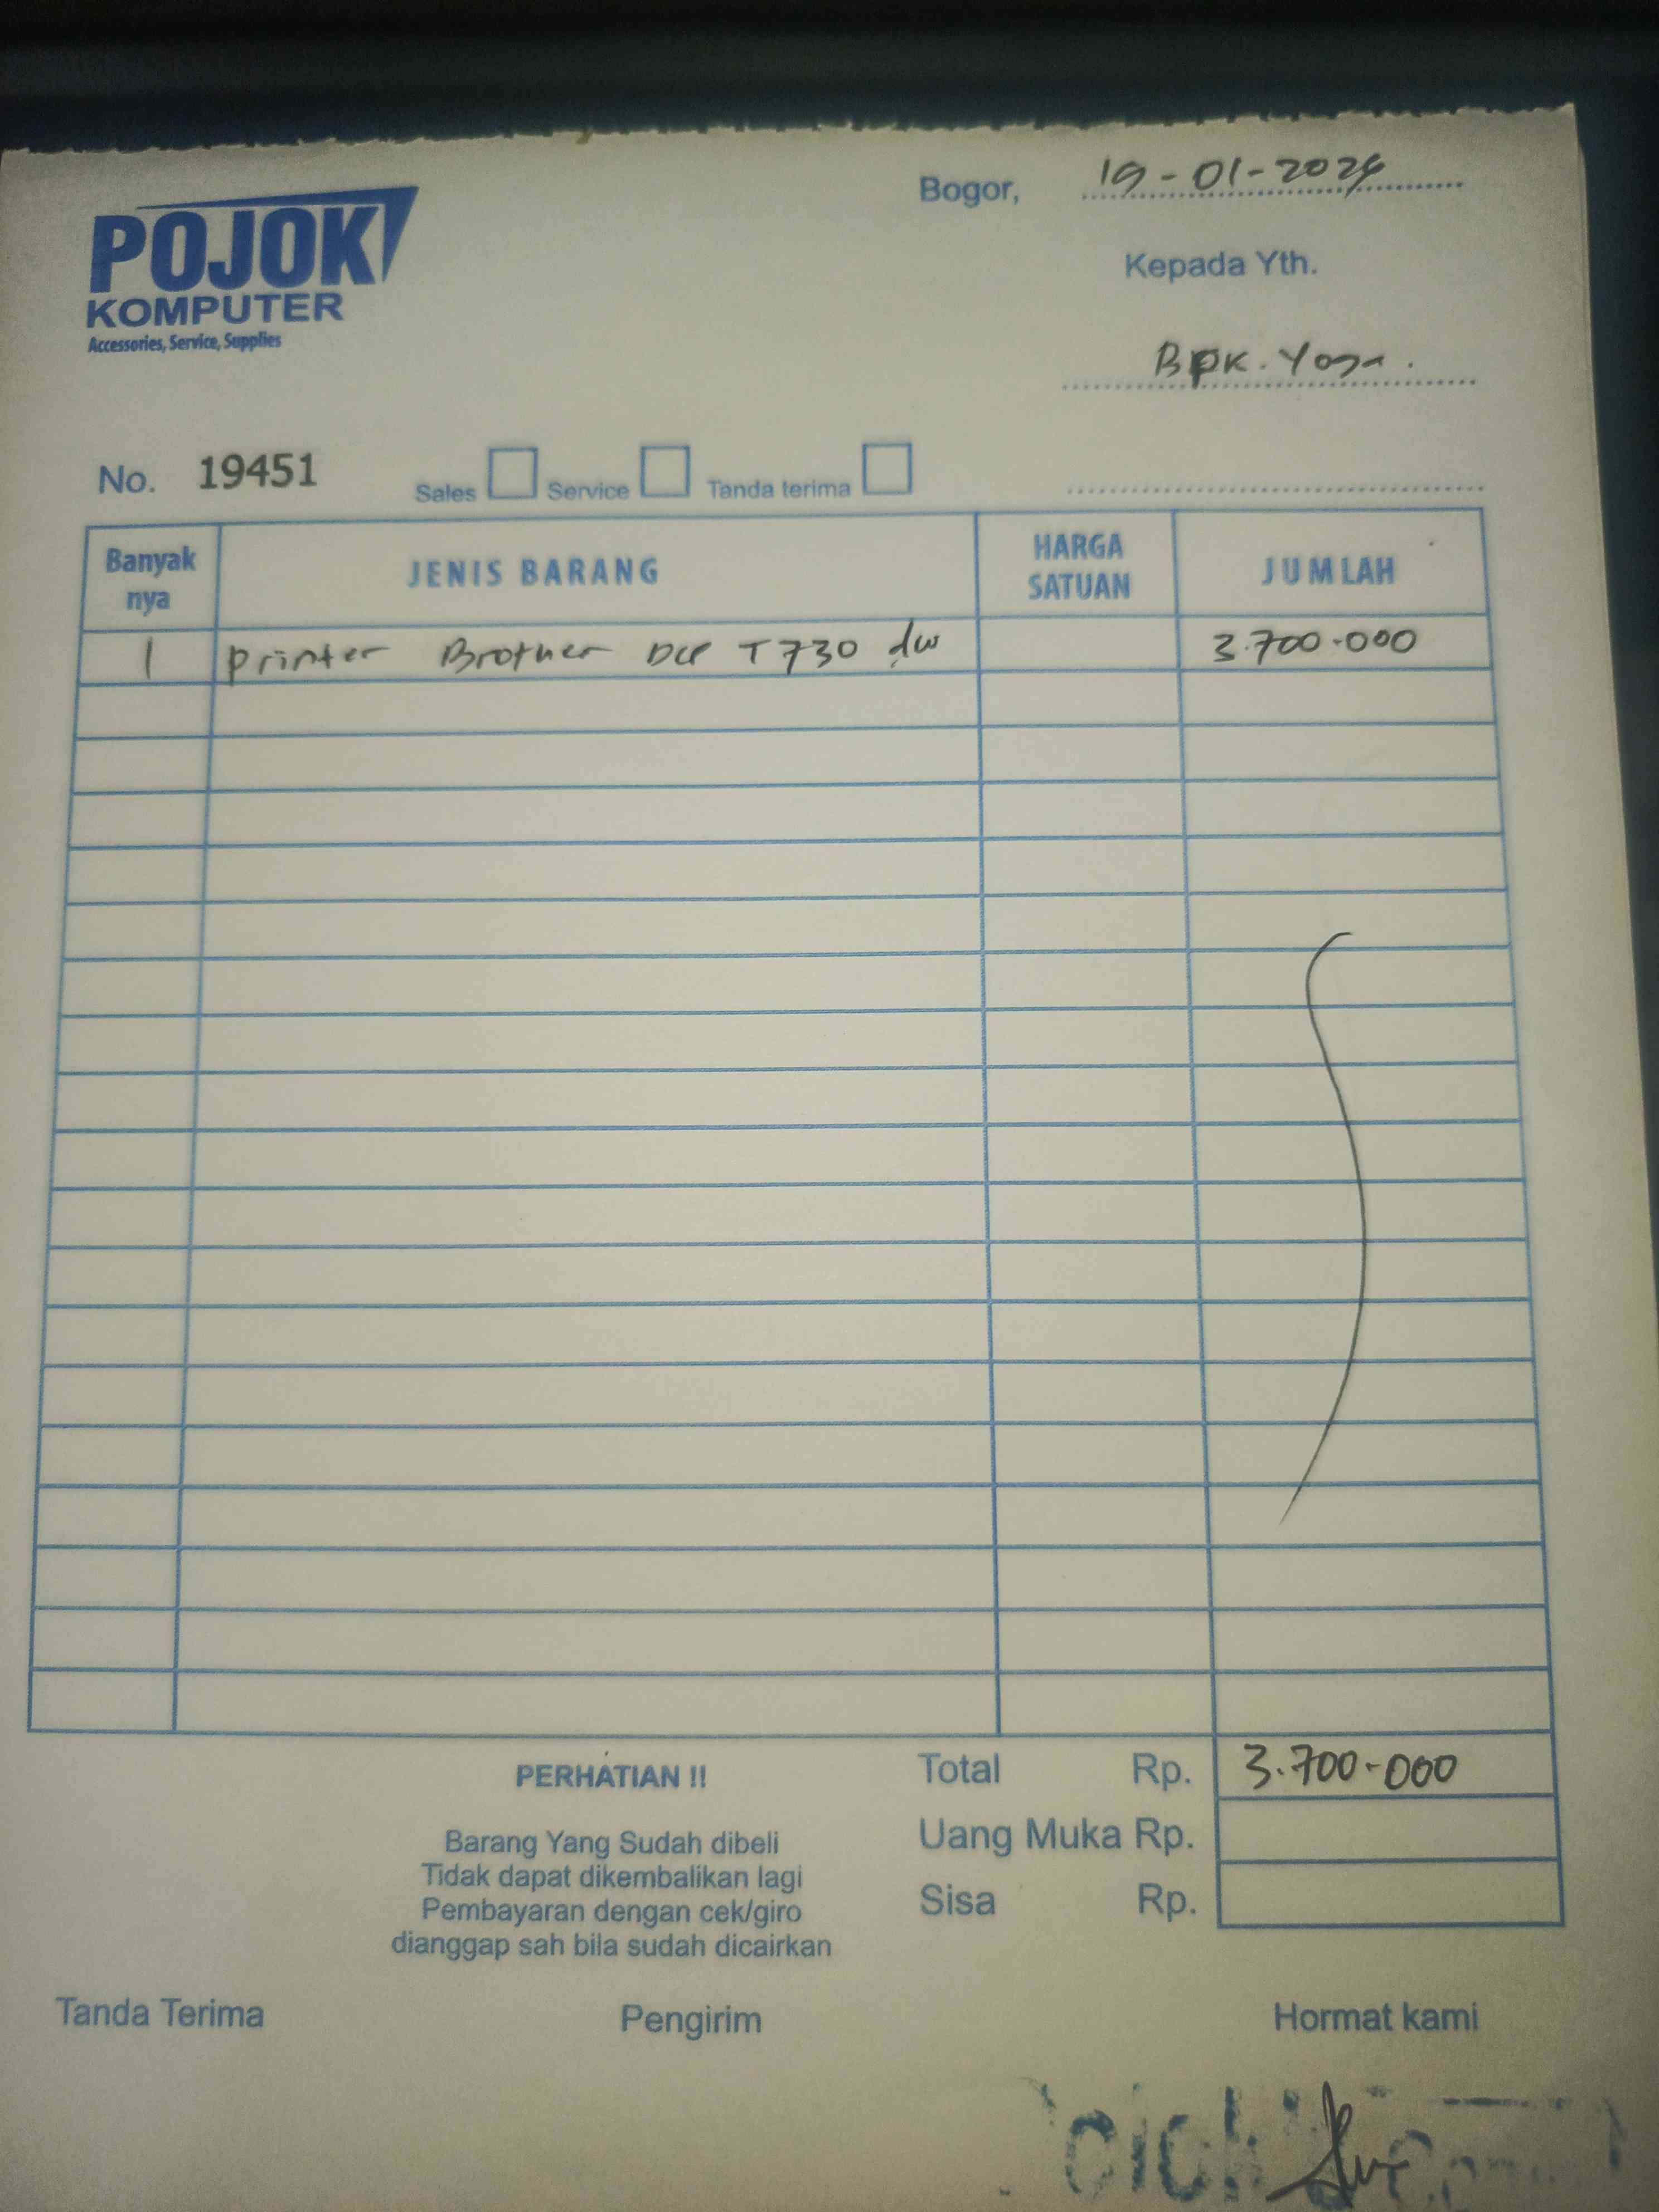 Bogor, 19-01-2024
POJOK
KOMPUTER
Accessories, Service, Supplies
Kepada Yth.
Bpk. Yoga.
No. 19451 Sales Service Tanda terima
Banyak nya JENIS BARANG HARGA SATUAN JUMLAH
1 printer Brother DCP T730 dw 3.700.000
Total Rp. 3.700.000
Uang Muka Rp.
Sisa Rp.
PERHATIAN !!
Barang Yang Sudah dibeli
Tidak dapat dikembalikan lagi
Pembayaran dengan cek/giro
dianggap sah bila sudah dicairkan
Tanda Terima Pengirim Hormat kami